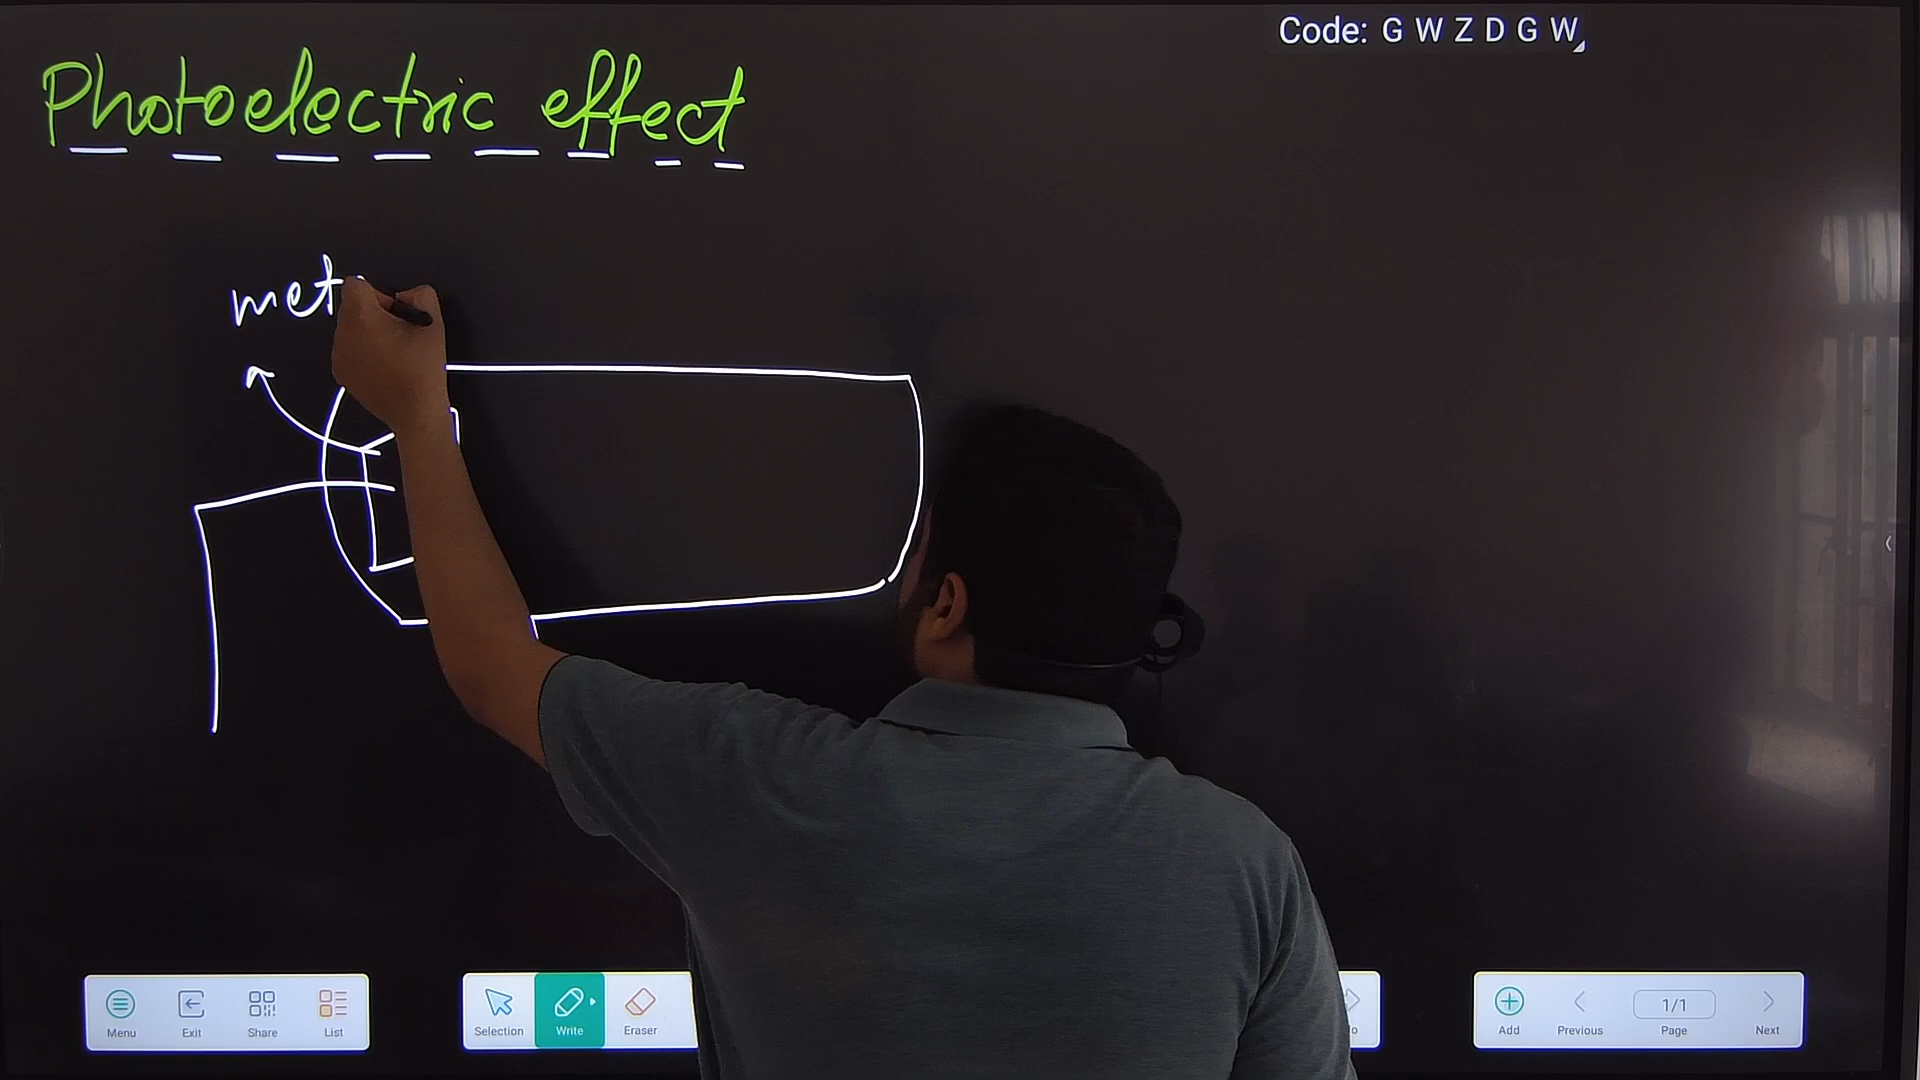 Code: G W Z D G W
Photoelectric effect
met
Menu Exit Share List Selection Write Eraser Add Previous 1/1 Page Next